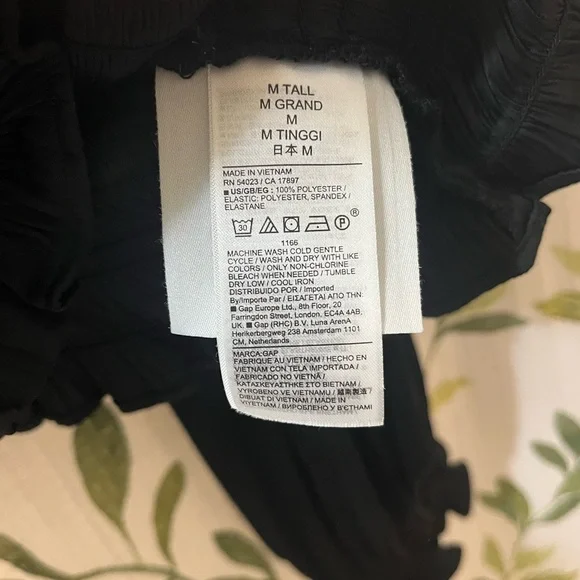 M TALL
M GRAND
M
M TINGGI
日本 M
MADE IN VIETNAM
RN 54023 / CA 17897
US/GB/EG : 100% POLYESTER /
ELASTIC: POLYESTER, SPANDEX /
ELASTANE
30 P ®
1166
MACHINE WASH COLD GENTLE
CYCLE / WASH AND DRY WITH LIKE
COLORS / ONLY NON-CHLORINE
BLEACH WHEN NEEDED / TUMBLE
DRY LOW / COOL IRON
DISTRIBUIDO POR : Imported
By/Importe Par / ΕΙΣΑΓΕΤΑΙ ΑΠΟ ΤΗΝ:
Gap Europe Ltd., 8th Floor, 20
Farringdon Street, London, EC4A 4AB,
UK. Gap (RHC) B.V. Luna ArenA
Herikerbergweg 238 Amsterdam 1101
CM, Netherlands
MARCA:GAP
FABRIQUE AU VIETNAM / HECHO EN
VIETNAM CON TELA IMPORTADA /
FABRICADO NO VIETNÃ /
ΚΑΤΑΣΚΕΥΑΣΤΗΚΕ ΣΤΟ ΒΙΕΤΝΑΜ /
VYROBENO VE VIETNAMU / 越南製造 /
DIBUAT DI VIETNAM / MADE IN
VIETNAM / ВИРОБЛЕНО У В'ЄТНАМІ